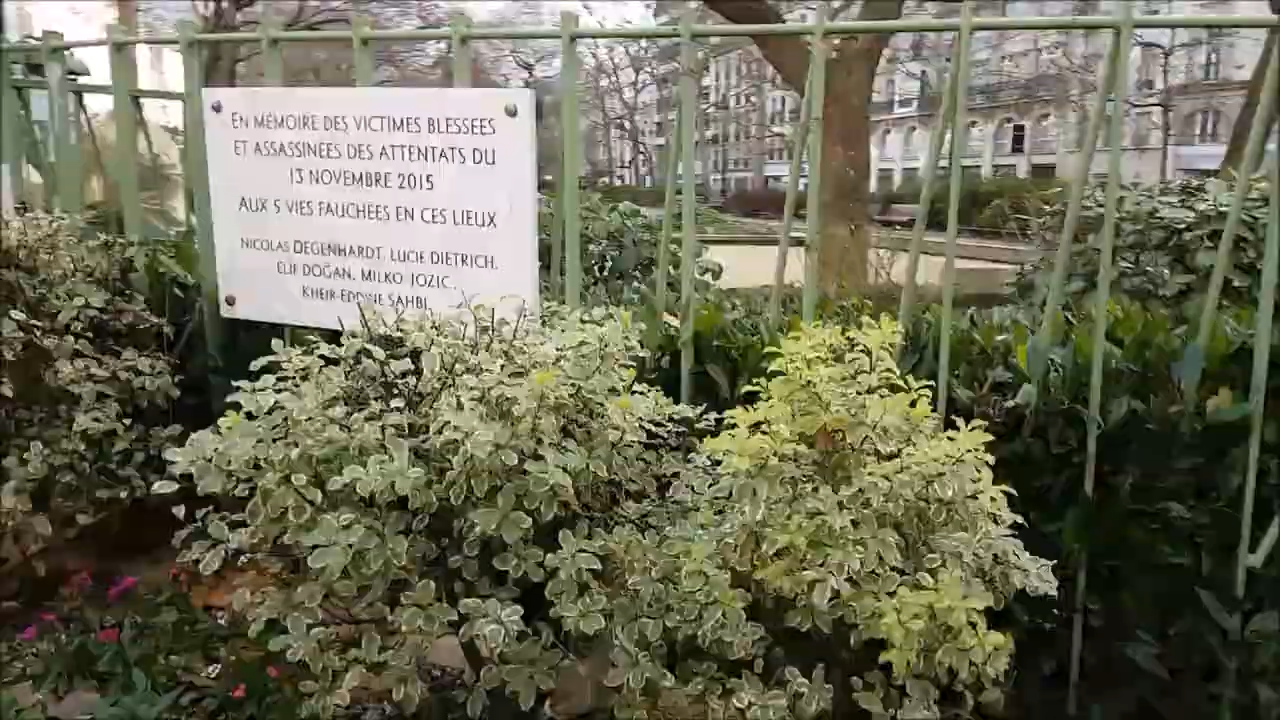 EN MÉMOIRE DES VICTIMES BLESSÉES
ET ASSASSINÉES DES ATTENTATS DU
13 NOVEMBRE 2015
AUX 5 VIES FAUCHÉES EN CES LIEUX
NICOLAS DEGENHARDT, LUCIE DIETRICH,
ELIF DOĞAN, MILKO JOZIC,
KHEIR-EDDINE SAHBI